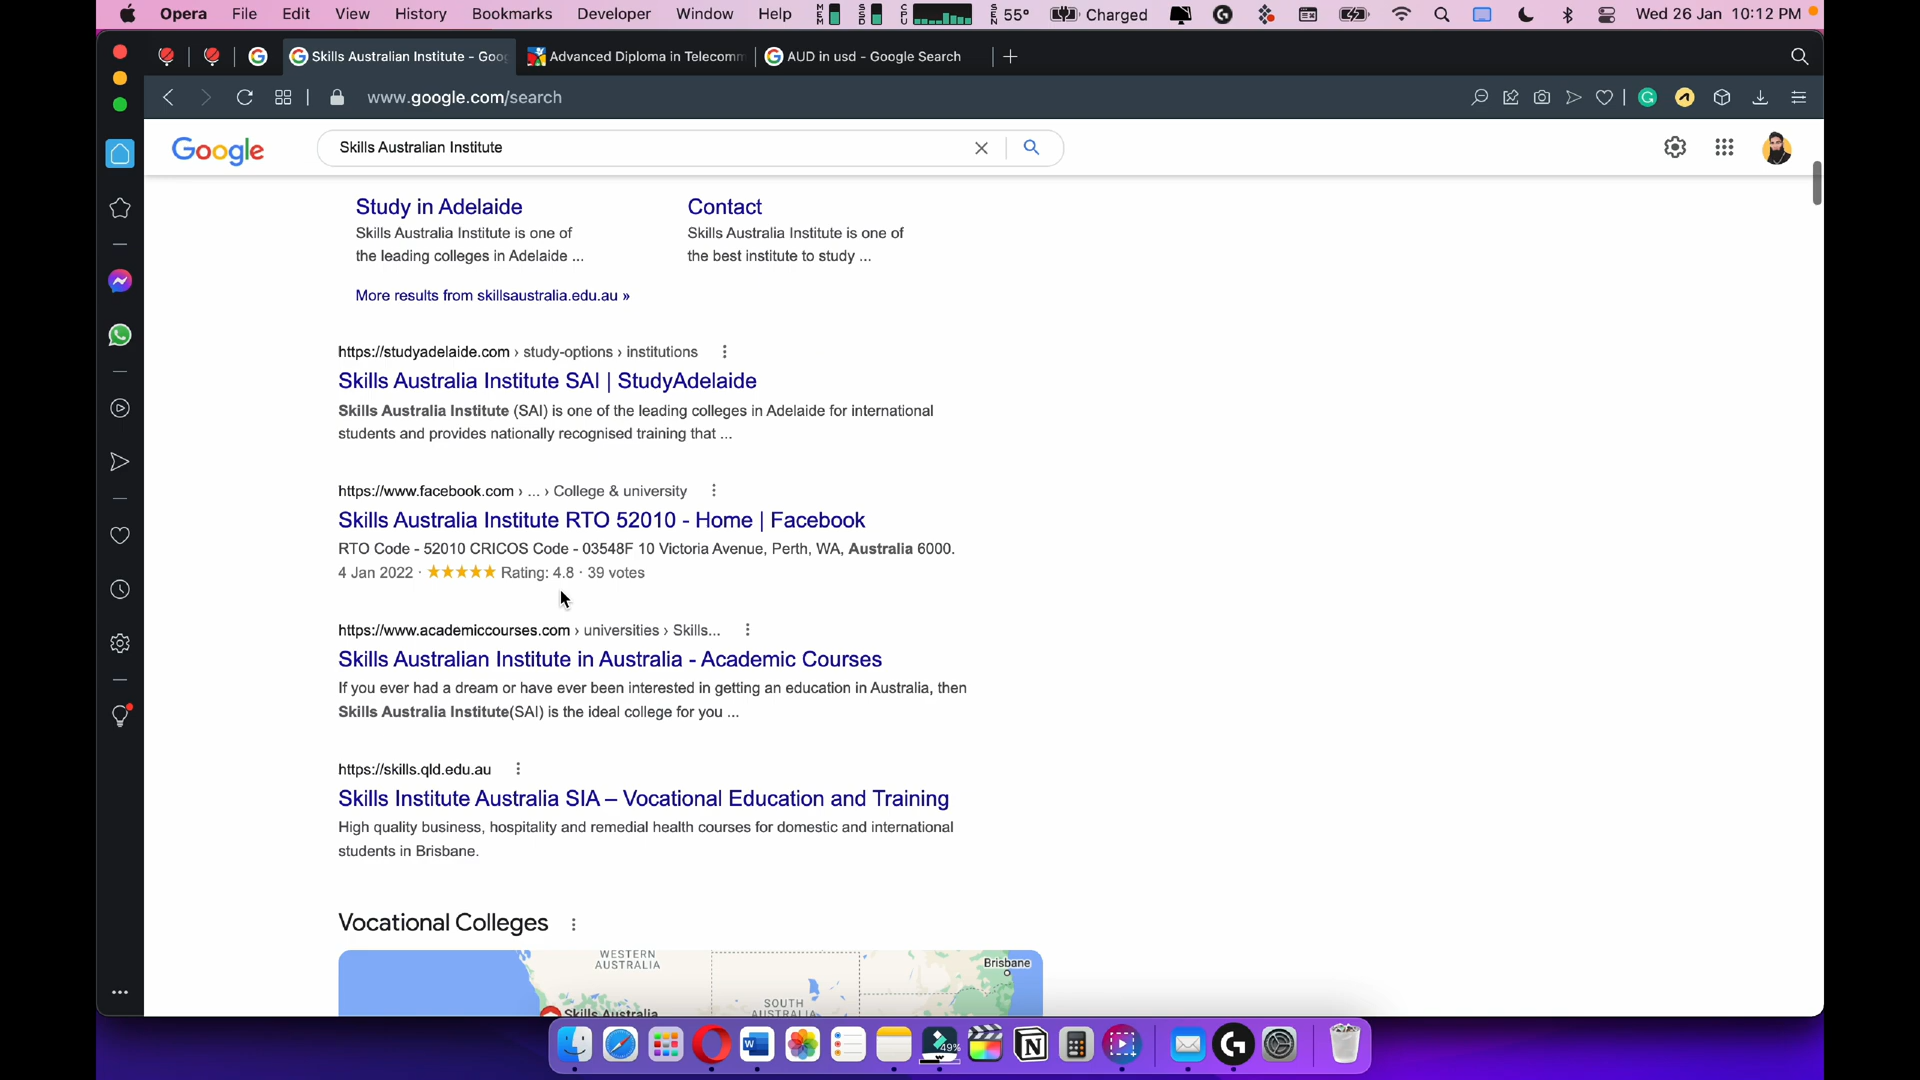 Opera File Edit View History Bookmarks Developer Window Help MEM SSD CPU SEN 55° Charged Wed 26 Jan 10:12 PM
Skills Australian Institute - Goo
Advanced Diploma in Telecomm
AUD in usd - Google Search
www.google.com/search
Google
Skills Australian Institute
Study in Adelaide
Skills Australia Institute is one of
the leading colleges in Adelaide ...
Contact
Skills Australia Institute is one of
the best institute to study ...
More results from skillsaustralia.edu.au »
https://studyadelaide.com › study-options › institutions
Skills Australia Institute SAI | StudyAdelaide
Skills Australia Institute (SAI) is one of the leading colleges in Adelaide for international
students and provides nationally recognised training that ...
https://www.facebook.com › ... › College & university
Skills Australia Institute RTO 52010 - Home | Facebook
RTO Code - 52010 CRICOS Code - 03548F 10 Victoria Avenue, Perth, WA, Australia 6000.
4 Jan 2022 · ★★★★★ Rating: 4.8 · 39 votes
https://www.academiccourses.com › universities › Skills...
Skills Australian Institute in Australia - Academic Courses
If you ever had a dream or have ever been interested in getting an education in Australia, then
Skills Australia Institute(SAI) is the ideal college for you ...
https://skills.qld.edu.au
Skills Institute Australia SIA – Vocational Education and Training
High quality business, hospitality and remedial health courses for domestic and international
students in Brisbane.
Vocational Colleges
WESTERN
AUSTRALIA
Brisbane
SOUTH
AUSTRALIA
Skills Australia
49%